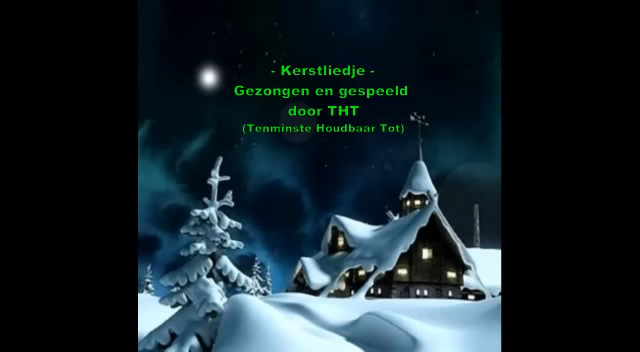 - Kerstliedje -
Gezongen en gespeeld
door THT
(Tenminste Houdbaar Tot)